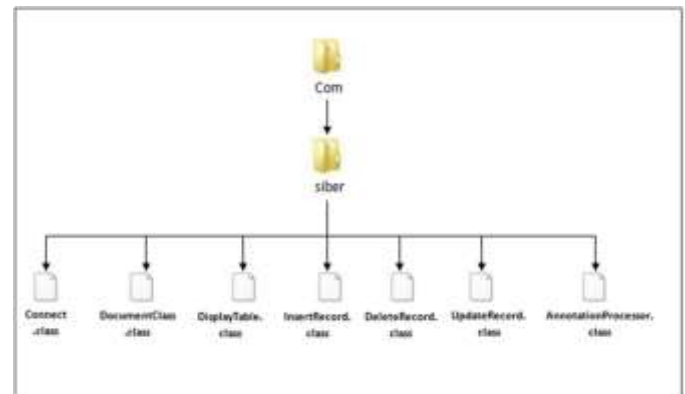 Com
siber
Connect
.class
DocumentClass
.class
DisplayTable.
class
InsertRecord.
class
DeleteRecord.
class
UpdateRecord.
class
AnnotationProcessor.
class